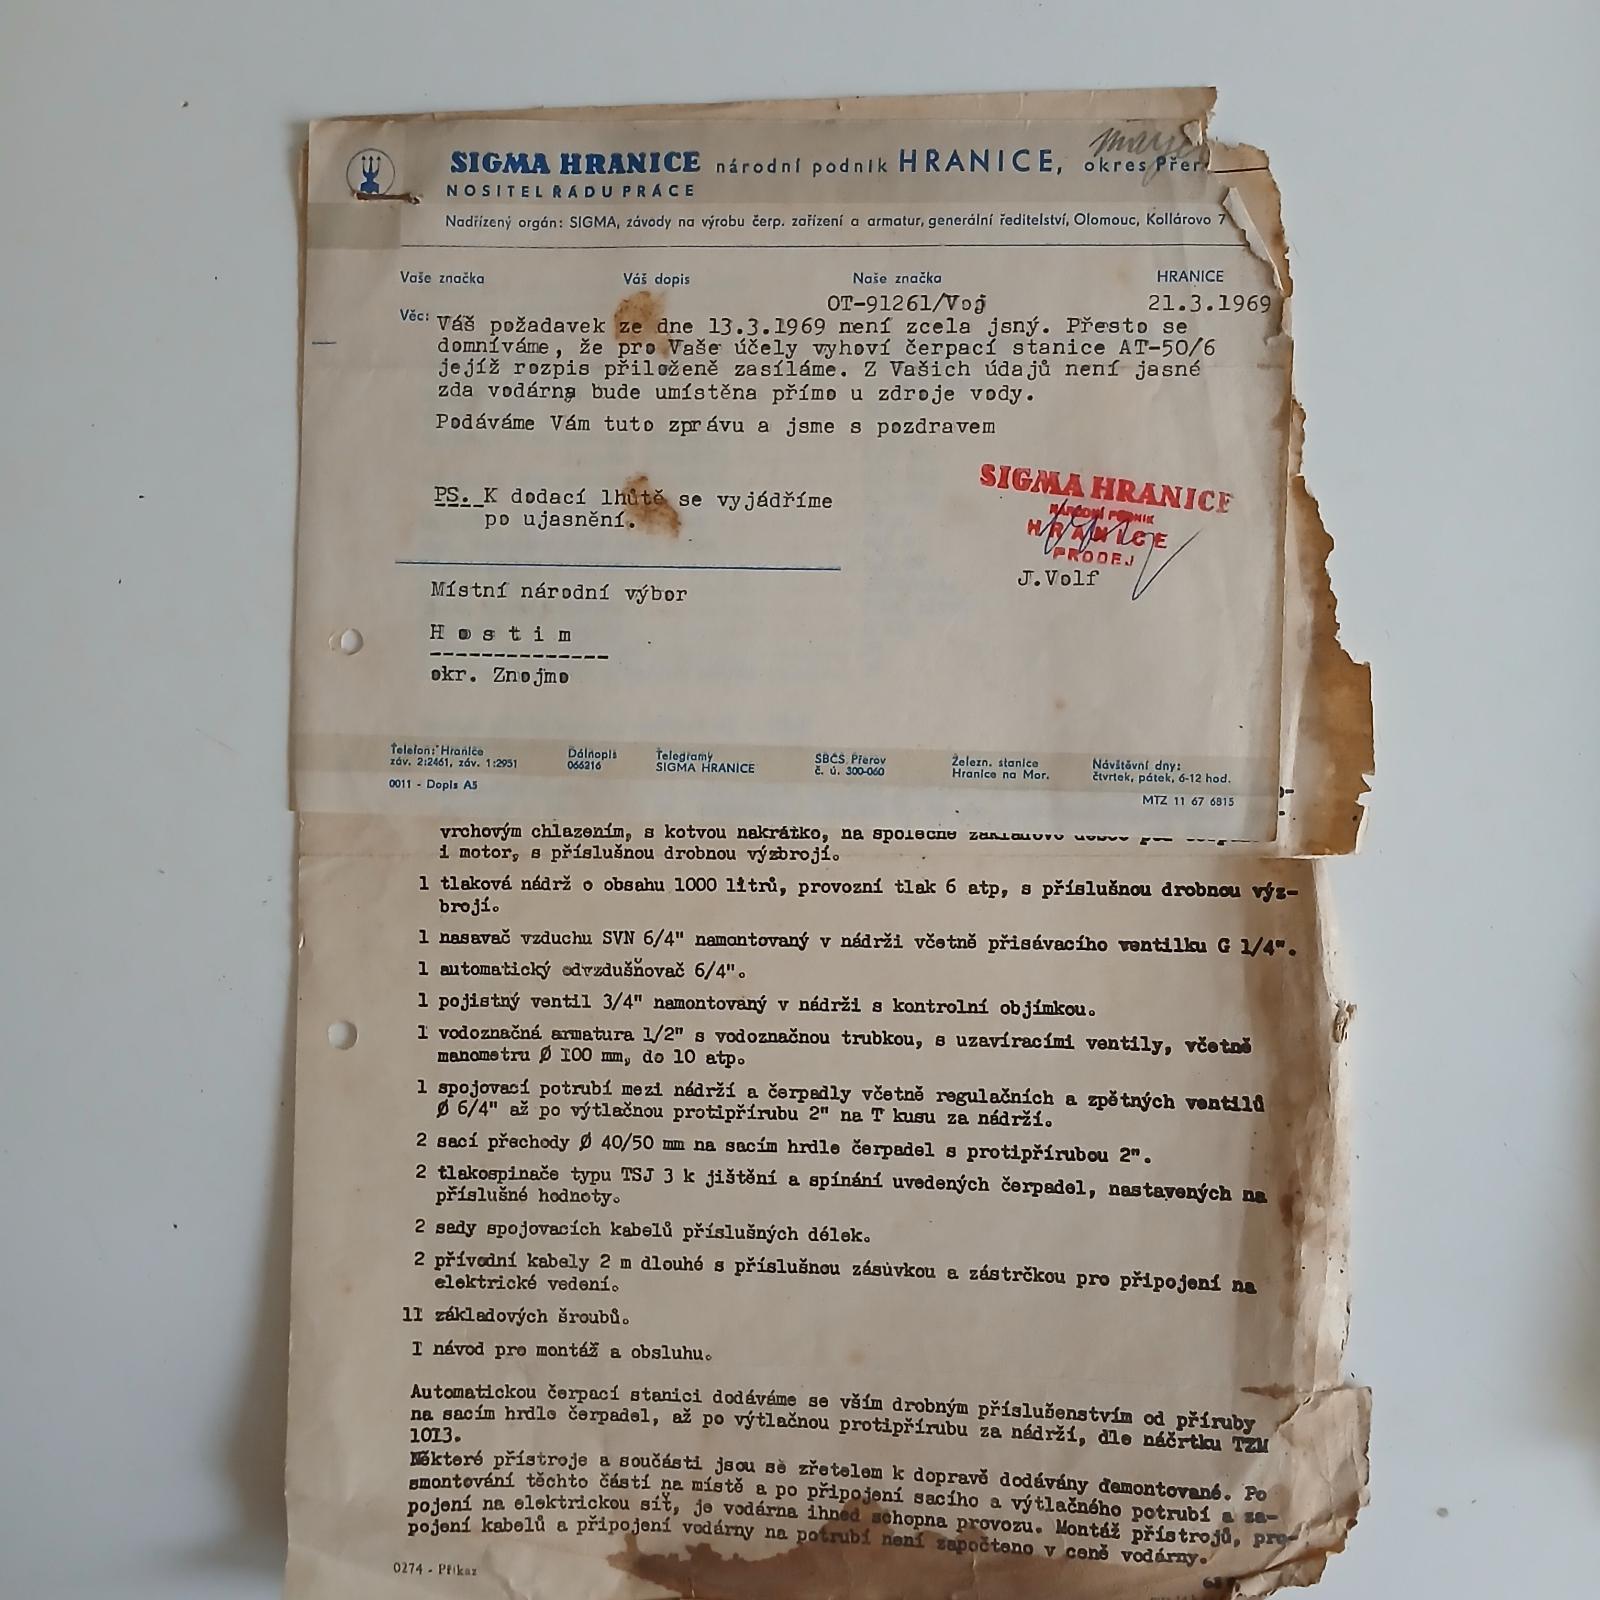 SIGMA HRANICE národní podnik HRANICE, okres Přer
NOSITEL ŘÁDU PRÁCE
Nadřízený orgán: SIGMA, závody na výrobu čerp. zařízení a armatur, generální ředitelství, Olomouc, Kollárovo 7
Vaše značka Váš dopis Naše značka HRANICE
OT-91261/Voj 21.3.1969
Věc: Váš požadavek ze dne 13.3.1969 není zcela jsný. Přesto se
domníváme, že pro Vaše účely vyhoví čerpací stanice AT-50/6
jejíž rozpis přiloženě zasíláme. Z Vašich údajů není jasné
zda vodárna bude umístěna přímo u zdroje vody.
Podáváme Vám tuto zprávu a jsme s pozdravem
PS. K dodací lhůtě se vyjádříme
po ujasnění.
SIGMA HRANICE
NÁRODNÍ PODNIK
HRANICE
PRODEJ
J.Volf
Místní národní výbor
Hostim
okr. Znojmo
Telefon: Hranice
záv. 2:2461, záv. 1:2951
Dálnopis
066216
Telegramy
SIGMA HRANICE
SBČS Přerov
č. ú. 300-060
Železn. stanice
Hranice na Mor.
Návštěvní dny:
čtvrtek, pátek, 6-12 hod.
0011 - Dopis A5
MTZ 11 67 6815
vrchovým chlazením, s kotvou nakrátko, na společné
i motor, s příslušnou drobnou výzbrojí.
1 tlaková nádrž o obsahu 1000 litrů, provozní tlak 6 atp, s příslušnou drobnou výz-
brojí.
1 nasavač vzduchu SVN 6/4" namontovaný v nádrži včetně přisávacího ventilku G 1/4".
1 automatický odvzdušňovač 6/4".
1 pojistný ventil 3/4" namontovaný v nádrži s kontrolní objímkou.
1 vodoznačná armatura 1/2" s vodoznačnou trubkou, s uzavíracími ventily, včetně
manometru Ø 100 mm, do 10 atp.
1 spojovací potrubí mezi nádrží a čerpadly včetně regulačních a zpětných ventilů
Ø 6/4" až po výtlačnou protipřírubu 2" na T kusu za nádrží.
2 sací přechody Ø 40/50 mm na sacím hrdle čerpadel s protipřírubou 2".
2 tlakospinače typu TSJ 3 k jištění a spínání uvedených čerpadel, nastavených na
příslušné hodnoty.
2 sady spojovacích kabelů příslušných délek.
2 přívodní kabely 2 m dlouhé s příslušnou zásuvkou a zástrčkou pro připojení na
elektrické vedení.
11 základových šroubů.
1 návod pro montáž a obsluhu.
Automatickou čerpací stanici dodáváme se vším drobným příslušenstvím od příruby
na sacím hrdle čerpadel, až po výtlačnou protipřírubu za nádrží, dle náčrtku TZM
1013.
Některé přístroje a součásti jsou se zřetelem k dopravě dodávány demontované. Po
smontování těchto částí na místě a po připojení sacího a výtlačného potrubí a za-
pojení na elektrickou síť, je vodárna ihned schopna provozu. Montáž přístrojů, pro-
pojení kabelů a připojení vodárny na potrubí není započteno v ceně vodárny.
0274 - Příkaz